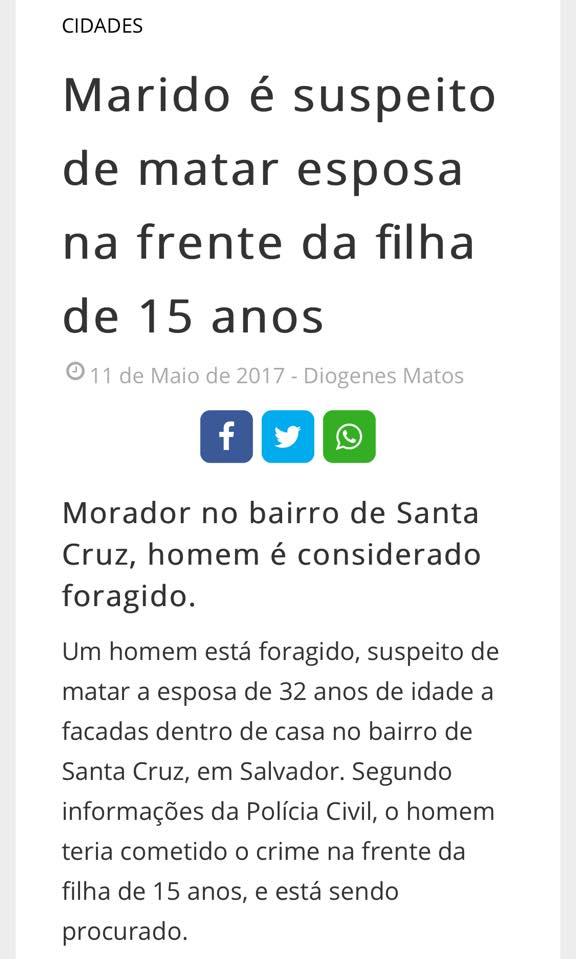 CIDADES
Marido é suspeito
de matar esposa
na frente da filha
de 15 anos
11 de Maio de 2017 - Diogenes Matos
Morador no bairro de Santa
Cruz, homem é considerado
foragido.
Um homem está foragido, suspeito de
matar a esposa de 32 anos de idade a
facadas dentro de casa no bairro de
Santa Cruz, em Salvador. Segundo
informações da Polícia Civil, o homem
teria cometido o crime na frente da
filha de 15 anos, e está sendo
procurado.